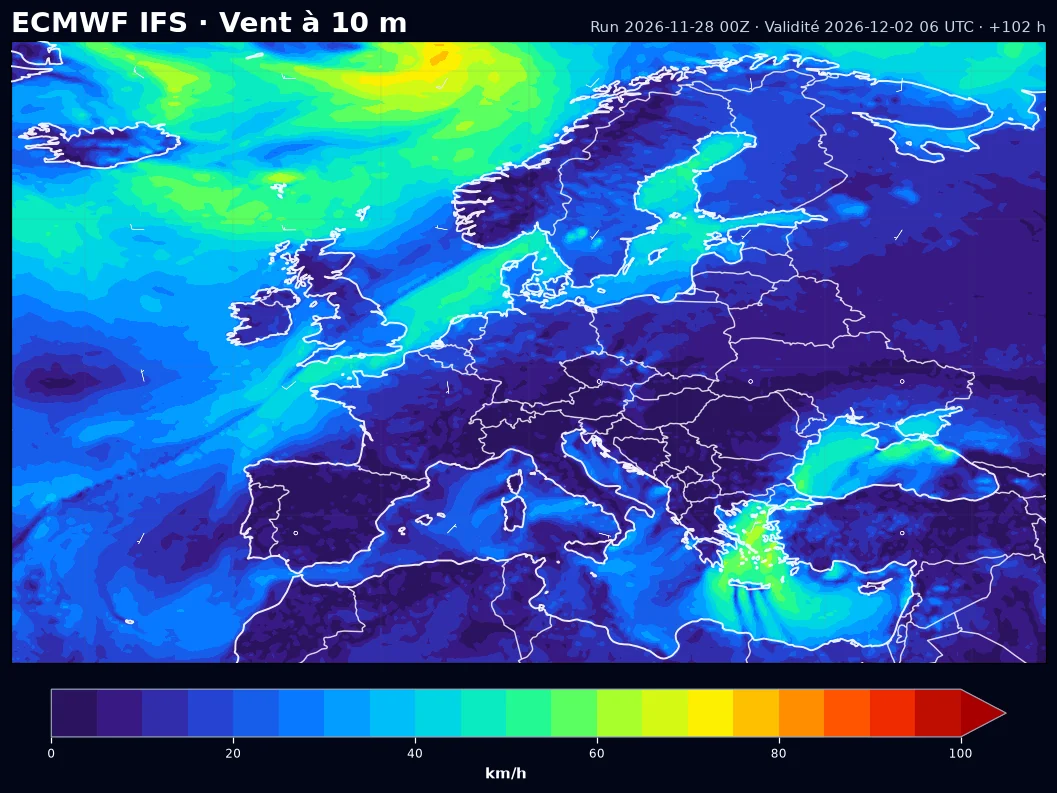 ECMWF IFS · Vent à 10 m
Run 2026-11-28 00Z · Validité 2026-12-02 06 UTC · +102 h
0 20 40 60 80 100
km/h